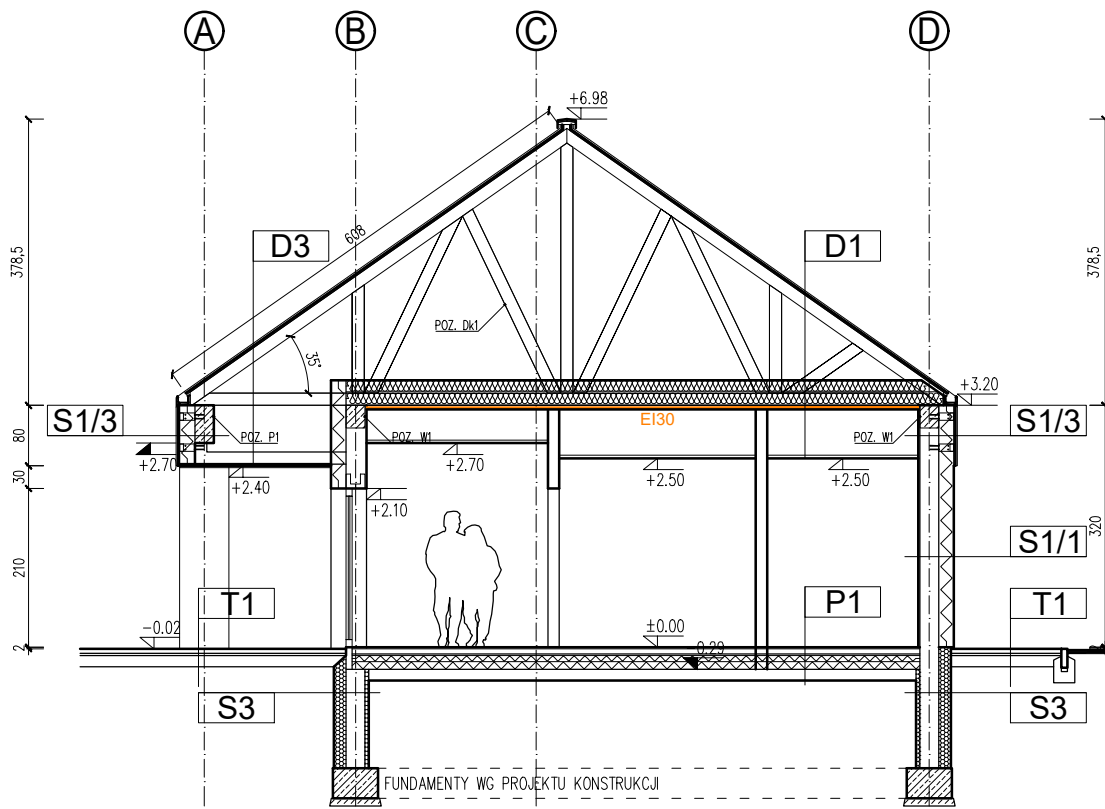 A B C D
+6.98
378,5
378,5
608
D3
D1
POZ. Dk1
35°
+3.20
S1/3
EI30
S1/3
80
POZ. P1
POZ. W1
POZ. W1
+2.70
+2.70
+2.50
+2.50
30
+2.40
+2.10
320
S1/1
210
T1
P1
T1
-0.02
±0.00
2
-0.29
S3
S3
FUNDAMENTY WG PROJEKTU KONSTRUKCJI